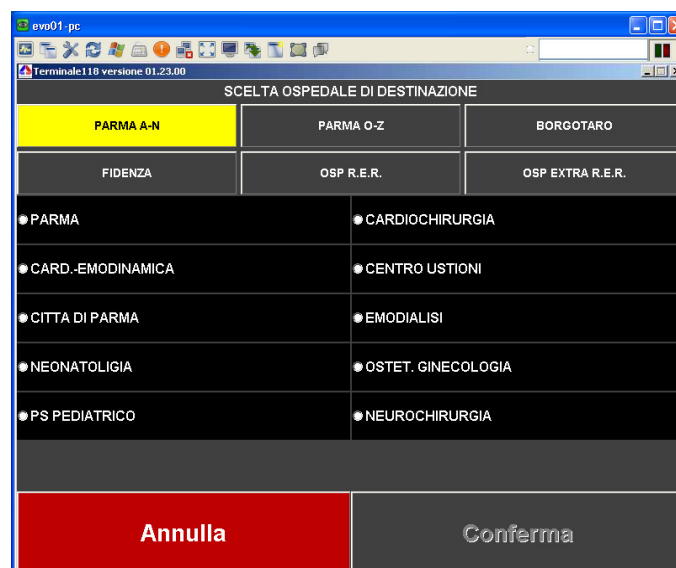 evo01-pc
Terminale118 versione 01.23.00
SCELTA OSPEDALE DI DESTINAZIONE
PARMA A-N PARMA O-Z BORGOTARO
FIDENZA OSP R.E.R. OSP EXTRA R.E.R.
PARMA CARDIOCHIRURGIA
CARD.-EMODINAMICA CENTRO USTIONI
CITTA DI PARMA EMODIALISI
NEONATOLIGIA OSTET. GINECOLOGIA
PS PEDIATRICO NEUROCHIRURGIA
Annulla Conferma